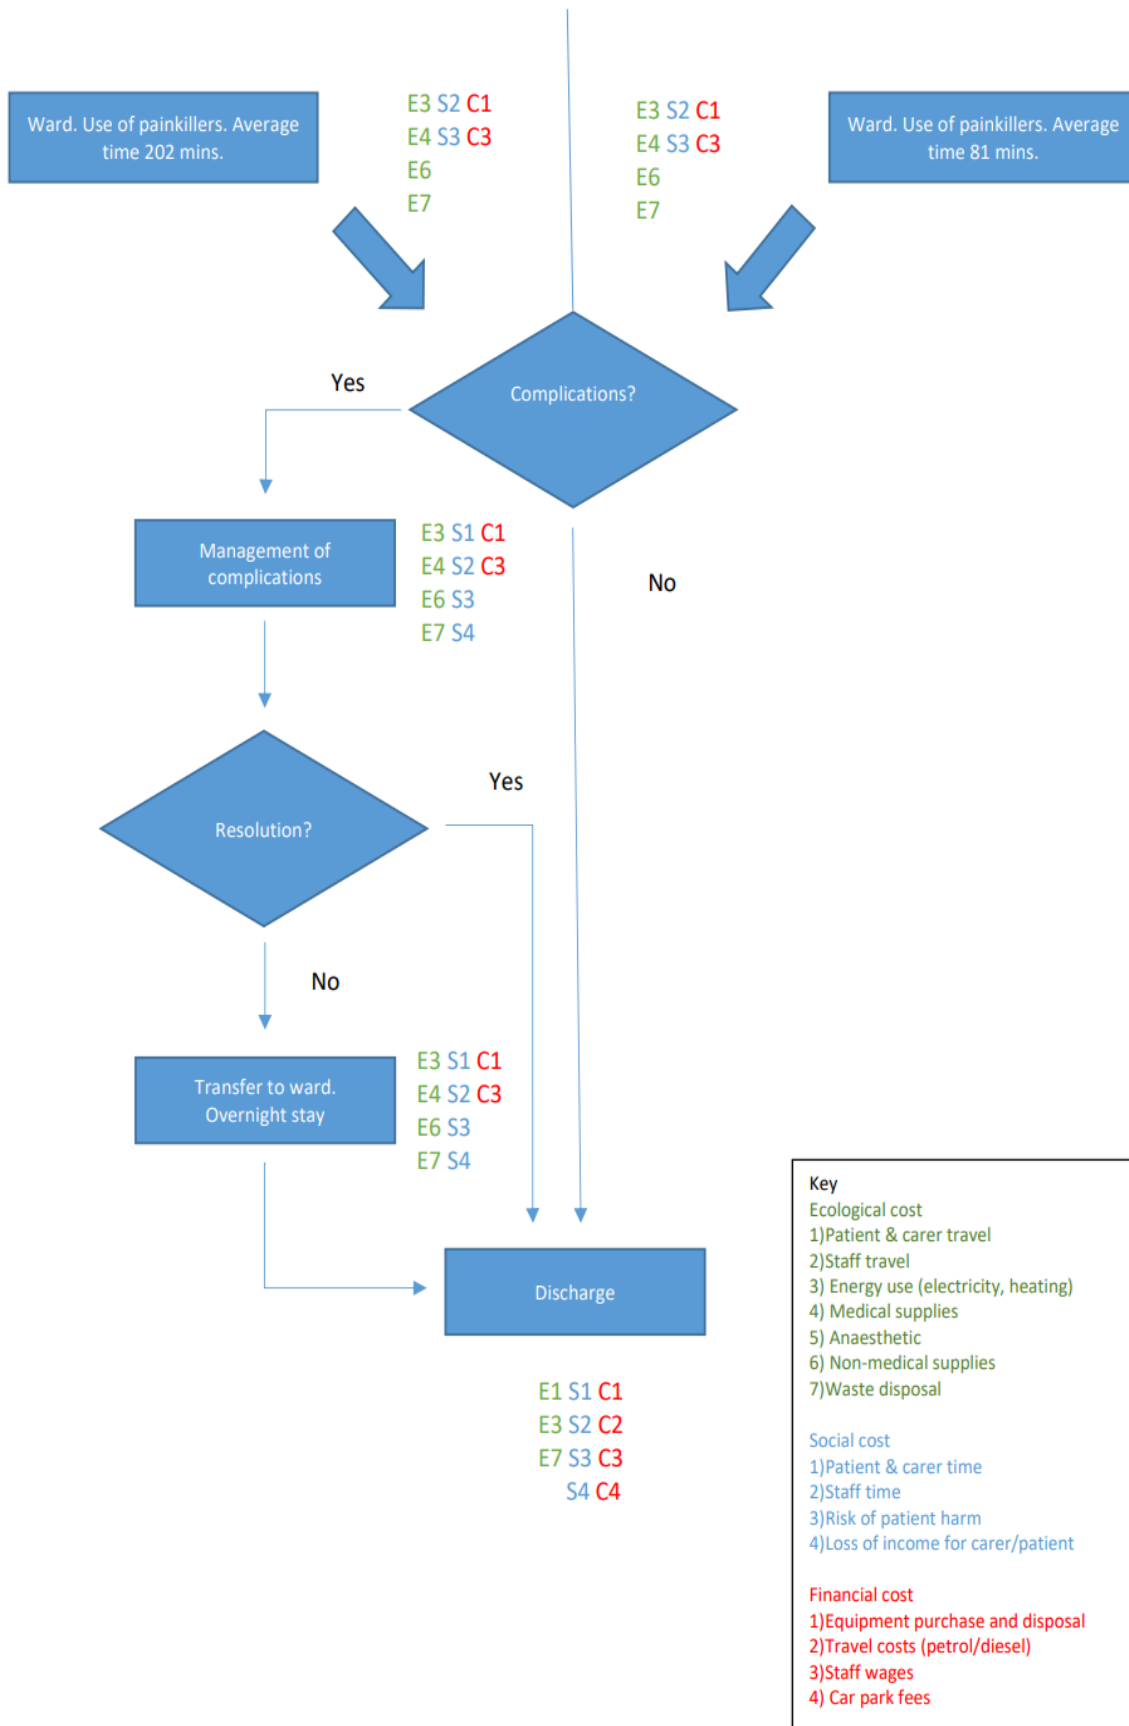 Ward. Use of painkillers. Average
time 202 mins.
E3 S2 C1
E4 S3 C3
E6
E7
E3 S2 C1
E4 S3 C3
E6
E7
Ward. Use of painkillers. Average
time 81 mins.
Complications?
Yes
No
Management of
complications
E3 S1 C1
E4 S2 C3
E6 S3
E7 S4
Resolution?
Yes
No
Transfer to ward.
Overnight stay
E3 S1 C1
E4 S2 C3
E6 S3
E7 S4
Discharge
E1 S1 C1
E3 S2 C2
E7 S3 C3
S4 C4
Key
Ecological cost
1)Patient & carer travel
2)Staff travel
3) Energy use (electricity, heating)
4) Medical supplies
5) Anaesthetic
6) Non-medical supplies
7)Waste disposal
Social cost
1)Patient & carer time
2)Staff time
3)Risk of patient harm
4)Loss of income for carer/patient
Financial cost
1)Equipment purchase and disposal
2)Travel costs (petrol/diesel)
3)Staff wages
4) Car park fees